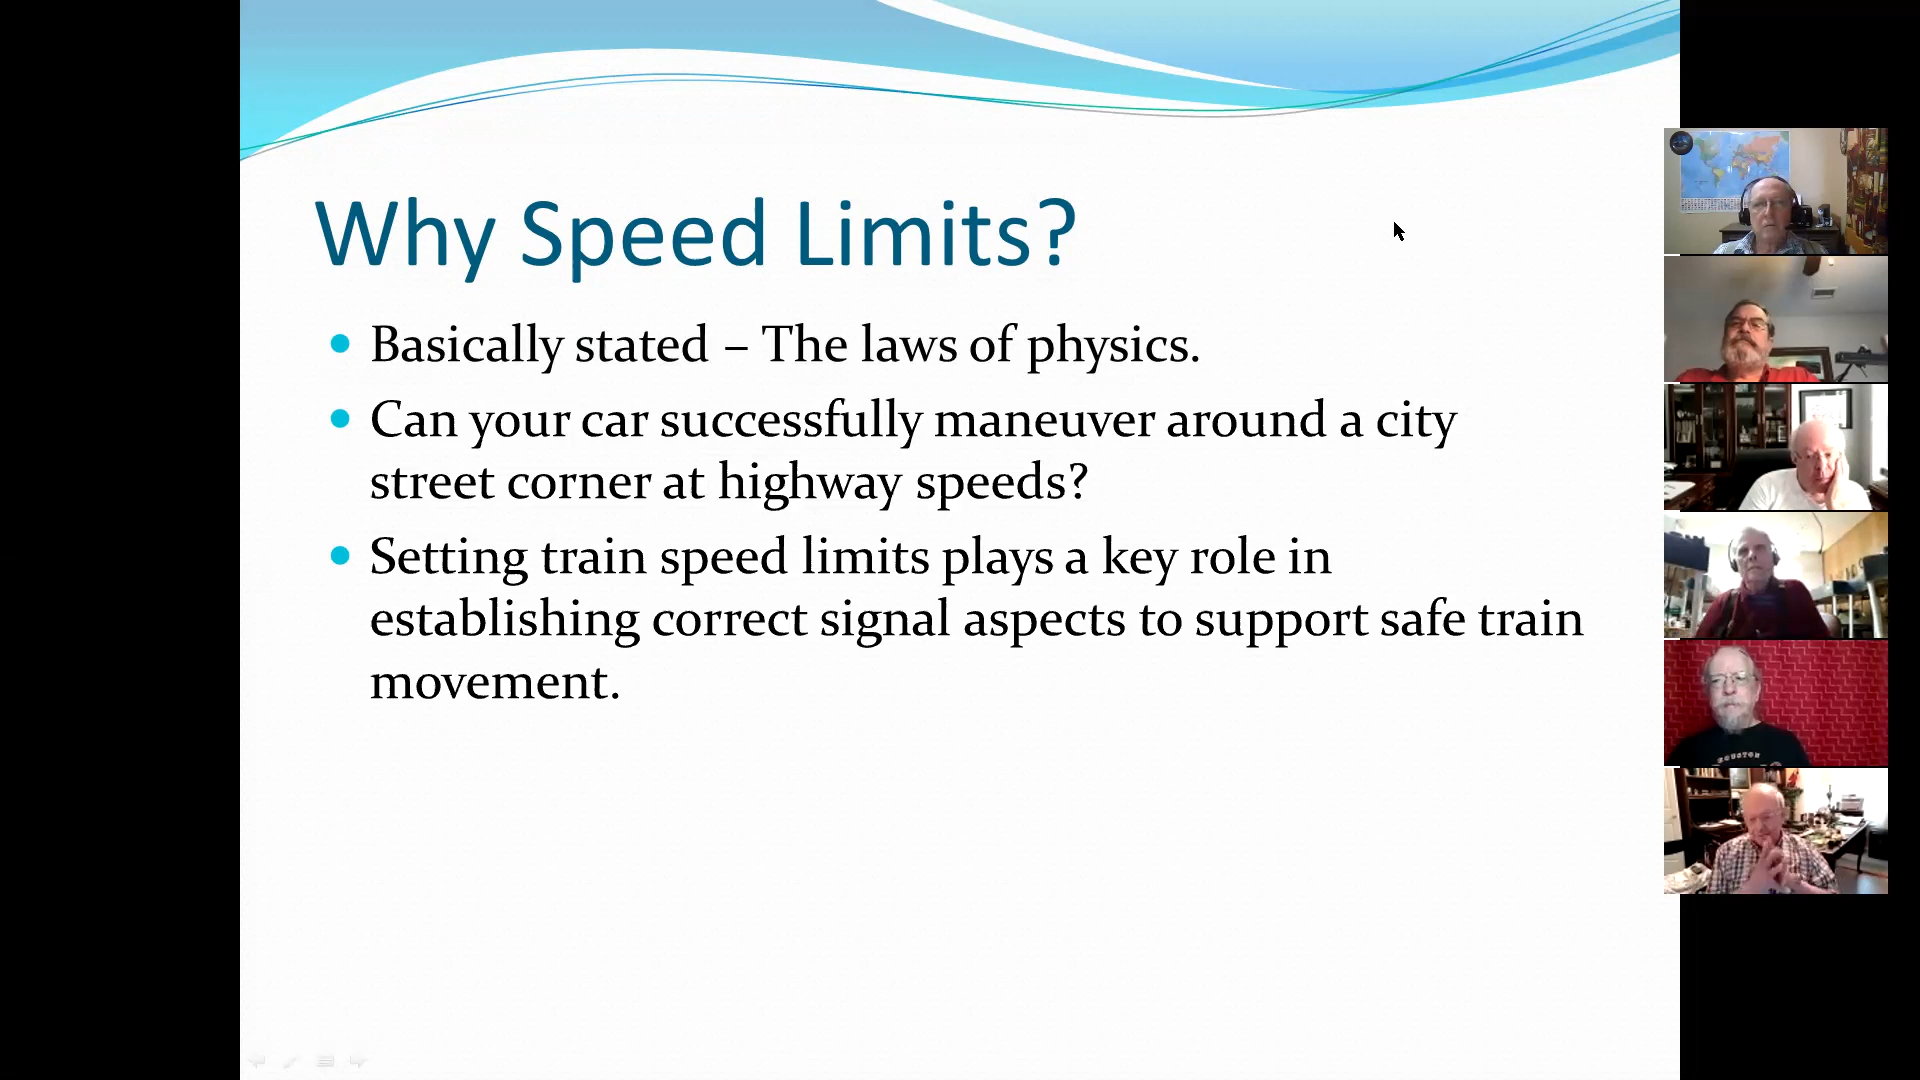 Why Speed Limits?
Basically stated – The laws of physics.
Can your car successfully maneuver around a city
street corner at highway speeds?
Setting train speed limits plays a key role in
establishing correct signal aspects to support safe train
movement.
HOUSTON